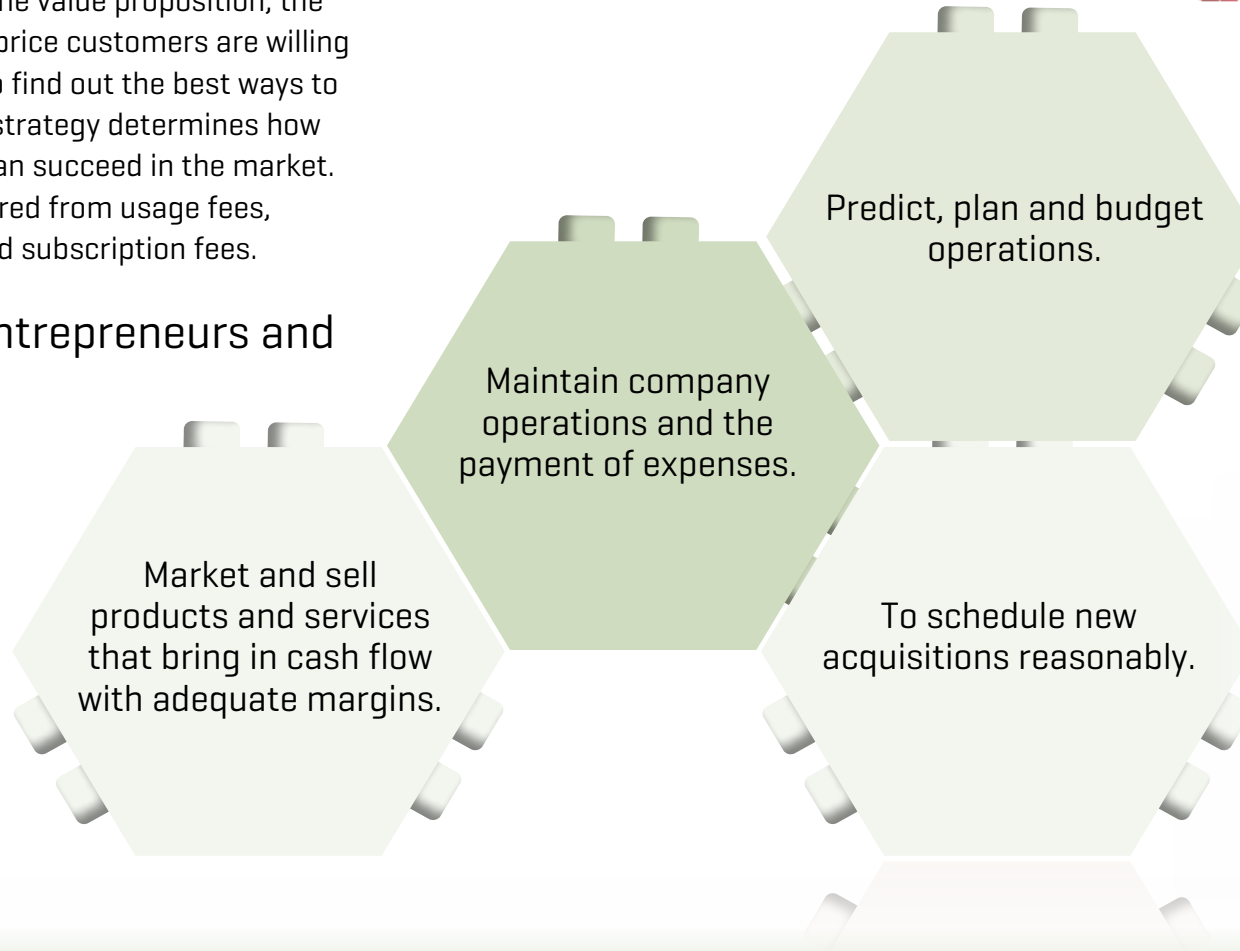 ne value proposition, the
price customers are willing
o find out the best ways to
strategy determines how
an succeed in the market.
red from usage fees,
d subscription fees.
ntrepreneurs and
Predict, plan and budget
operations.
Maintain company
operations and the
payment of expenses.
Market and sell
products and services
that bring in cash flow
with adequate margins.
To schedule new
acquisitions reasonably.